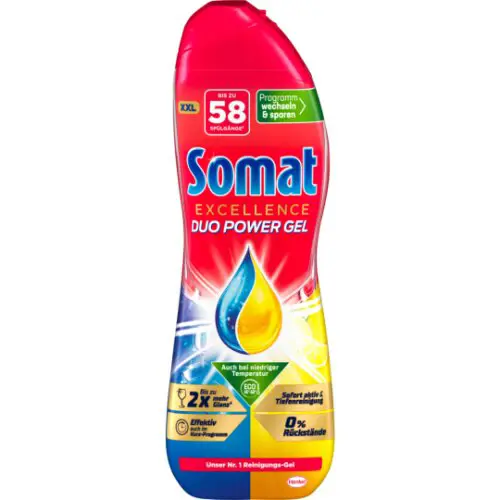 XXL
BIS ZU
58
SPÜLGÄNGE*
Programm
wechseln
& sparen
Somat
EXCELLENCE
DUO POWER GEL
Auch bei niedriger
Temperatur
ECO
Bis zu
2x mehr
Glanz*
Effektiv
auch im
Kurz-Programm
Sofort aktiv &
Tiefenreinigung
0%
Rückstände
Unser Nr. 1 Reinigungs-Gel
Henkel